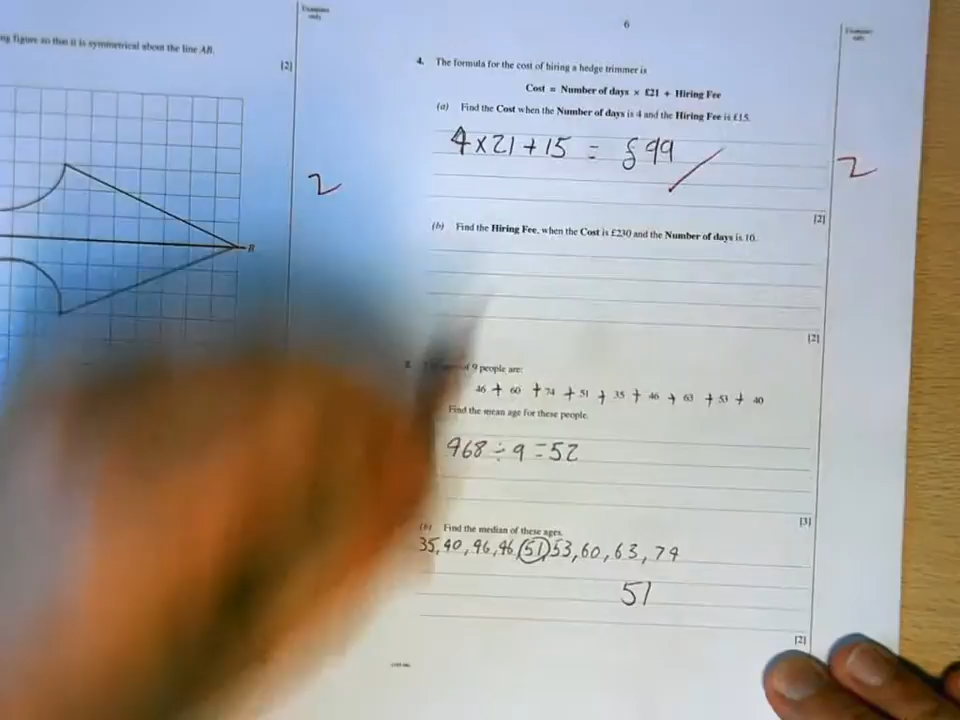 Examiner only
ng figure so that it is symmetrical about the line AB.
[2]
B
2
6
Examiner only
4. The formula for the cost of hiring a hedge trimmer is
Cost = Number of days × £21 + Hiring Fee
(a) Find the Cost when the Number of days is 4 and the Hiring Fee is £15.
4×21+15 = £99
2
[2]
(b) Find the Hiring Fee, when the Cost is £230 and the Number of days is 10.
[2]
of 9 people are:
46 + 60 + 74 + 51 + 35 + 46 + 63 + 53 + 40
Find the mean age for these people.
468 ÷ 9 = 52
[3]
(b) Find the median of these ages.
35, 40, 46, 46, 51, 53, 60, 63, 74
51
[2]